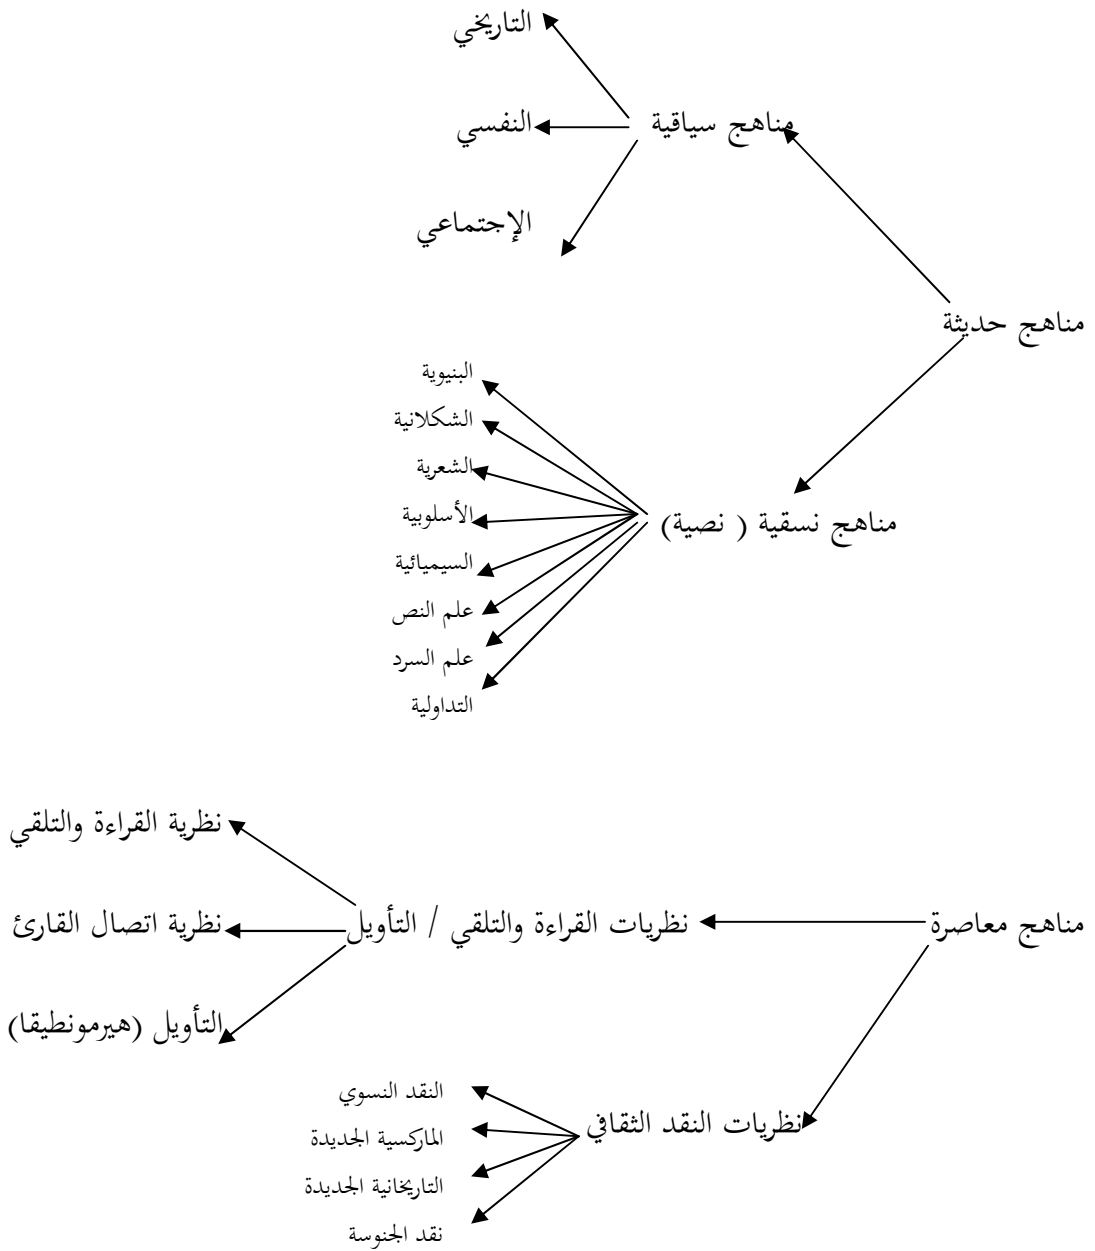 التاريخي
مناهج سياقية
النفسي
الإجتماعي
مناهج حديثة
البنيوية
الشكلانية
الشعرية
الأسلوبية
مناهج نسقية ( نصية)
السيميائية
علم النص
علم السرد
التداولية
نظرية القراءة والتلقي
مناهج معاصرة
نظريات القراءة والتلقي / التأويل
نظرية اتصال القارئ
التأويل (هيرمونطيقا)
نظريات النقد الثقافي
النقد النسوي
الماركسية الجديدة
التاريخانية الجديدة
نقد الجنوسة